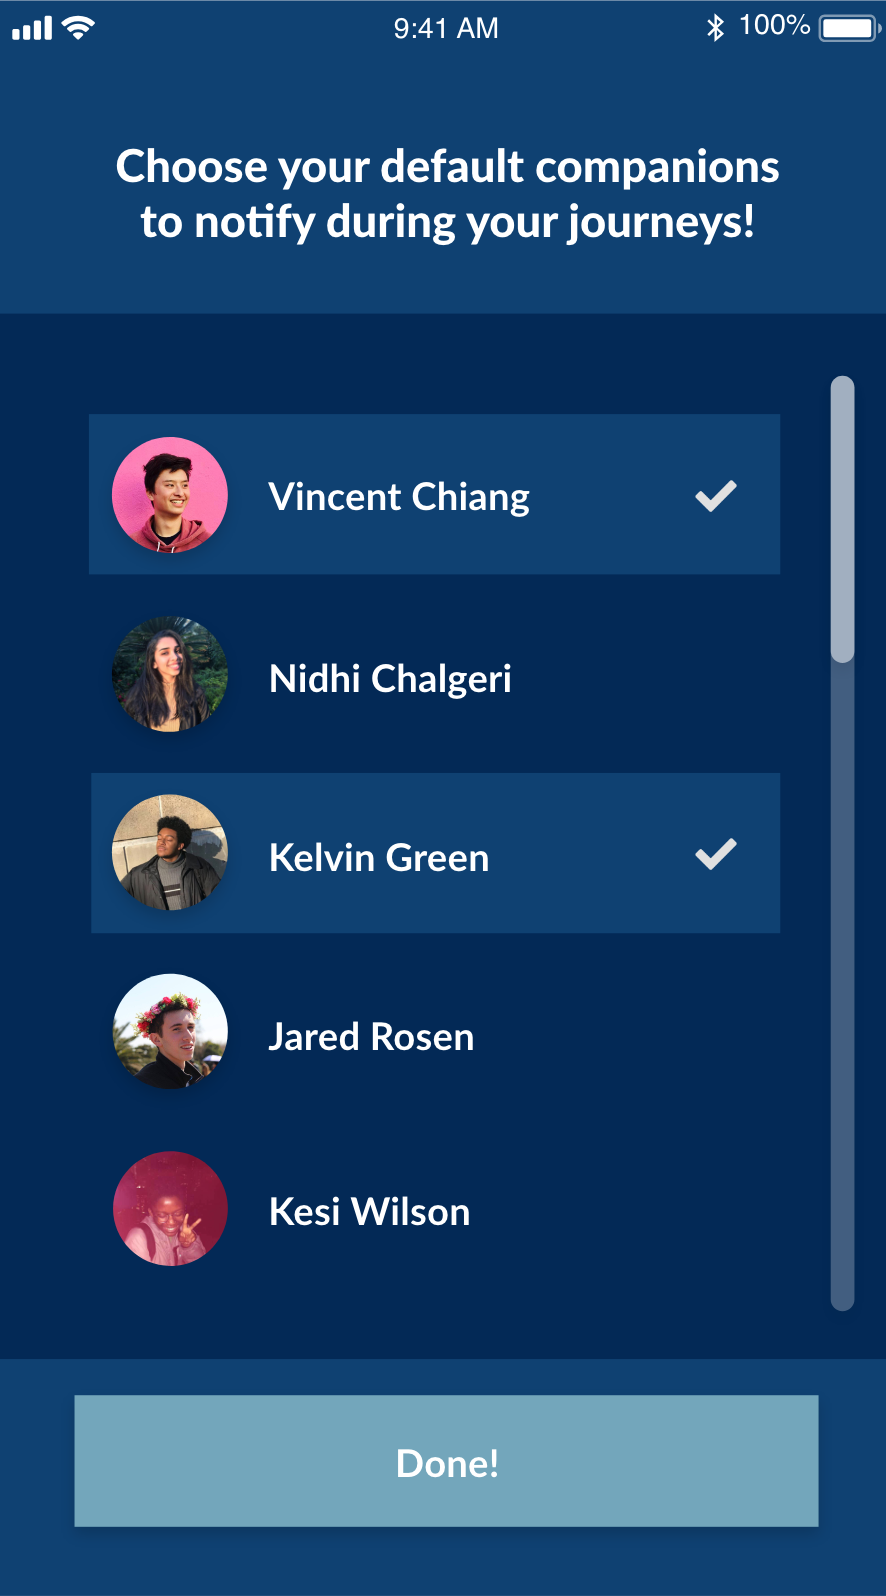 9:41 AM
100%
Choose your default companions
to notify during your journeys!
Vincent Chiang
Nidhi Chalgeri
Kelvin Green
Jared Rosen
Kesi Wilson
Done!